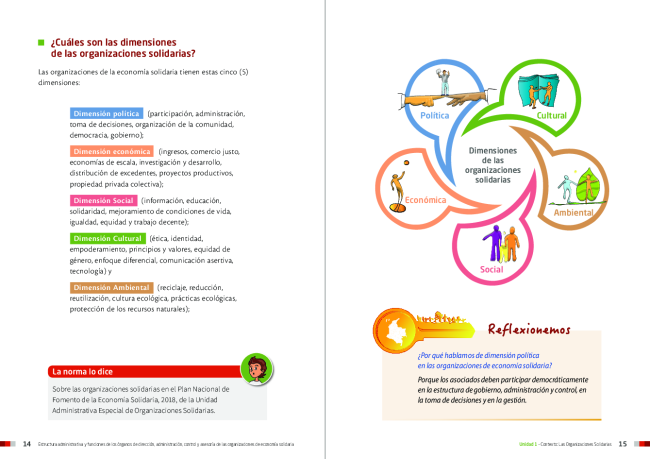 ¿Cuáles son las dimensiones
de las organizaciones solidarias?
Las organizaciones de la economía solidaria tienen estas cinco (5)
dimensiones:
Dimensión política (participación, administración,
toma de decisiones, organización de la comunidad,
democracia, gobierno);
Dimensión económica (ingresos, comercio justo,
economías de escala, investigación y desarrollo,
distribución de excedentes, proyectos productivos,
propiedad privada colectiva);
Dimensión Social (información, educación,
solidaridad, mejoramiento de condiciones de vida,
igualdad, equidad y trabajo decente);
Dimensión Cultural (ética, identidad,
empoderamiento, principios y valores, equidad de
género, enfoque diferencial, comunicación asertiva,
tecnología) y
Dimensión Ambiental (reciclaje, reducción,
reutilización, cultura ecológica, prácticas ecológicas,
protección de los recursos naturales);
La norma lo dice
Sobre las organizaciones solidarias en el Plan Nacional de
Fomento de la Economía Solidaria, 2018, de la Unidad
Administrativa Especial de Organizaciones Solidarias.
14 Estructura administrativa y funciones de los órganos de dirección, administración, control y asesoría de las organizaciones de economía solidaria
Política
Cultural
Dimensiones
de las
organizaciones
solidarias
Económica
Ambiental
Social
Reflexionemos
¿Por qué hablamos de dimensión política
en las organizaciones de economía solidaria?
Porque los asociados deben participar democráticamente
en la estructura de gobierno, administración y control, en
la toma de decisiones y en la gestión.
Unidad 1 - Contexto: Las Organizaciones Solidarias 15